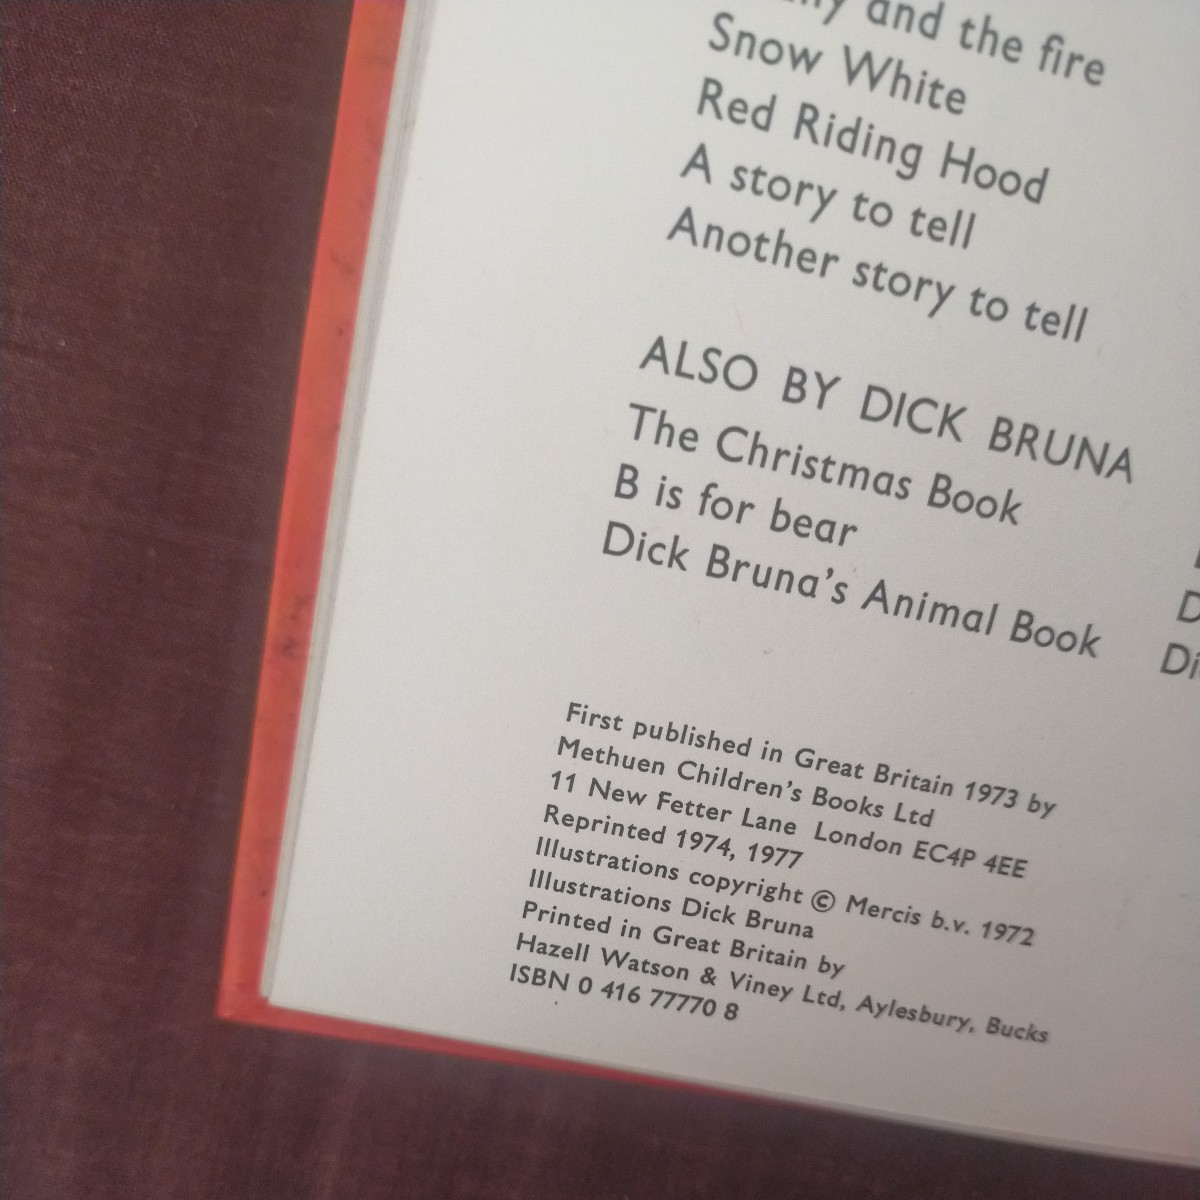 and the fire
Snow White
Red Riding Hood
A story to tell
Another story to tell
ALSO BY DICK BRUNA
The Christmas Book
B is for bear
Dick Bruna's Animal Book
First published in Great Britain 1973 by
Methuen Children's Books Ltd
11 New Fetter Lane London EC4P 4EE
Reprinted 1974, 1977
Illustrations copyright © Mercis b.v. 1972
Illustrations Dick Bruna
Printed in Great Britain by
Hazell Watson & Viney Ltd, Aylesbury, Bucks
ISBN 0 416 77770 8